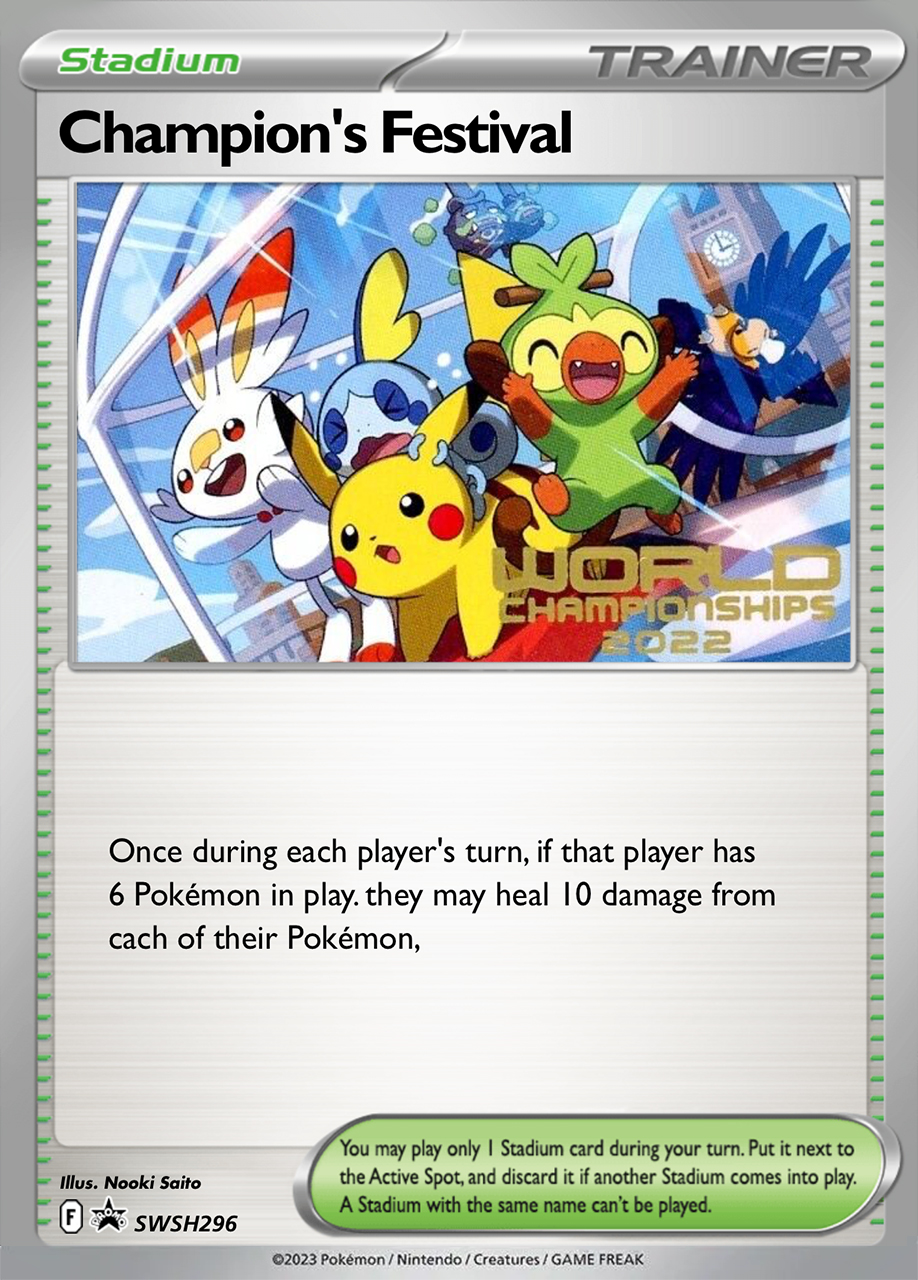 Stadium
TRAINER
Champion's Festival
WORLD
CHAMPIONSHIPS
2022
Once during each player's turn, if that player has
6 Pokémon in play. they may heal 10 damage from
cach of their Pokémon,
You may play only 1 Stadium card during your turn. Put it next to
the Active Spot, and discard it if another Stadium comes into play.
A Stadium with the same name can't be played.
Illus. Nooki Saito
F PROMO SWSH296
©2023 Pokémon / Nintendo / Creatures / GAME FREAK